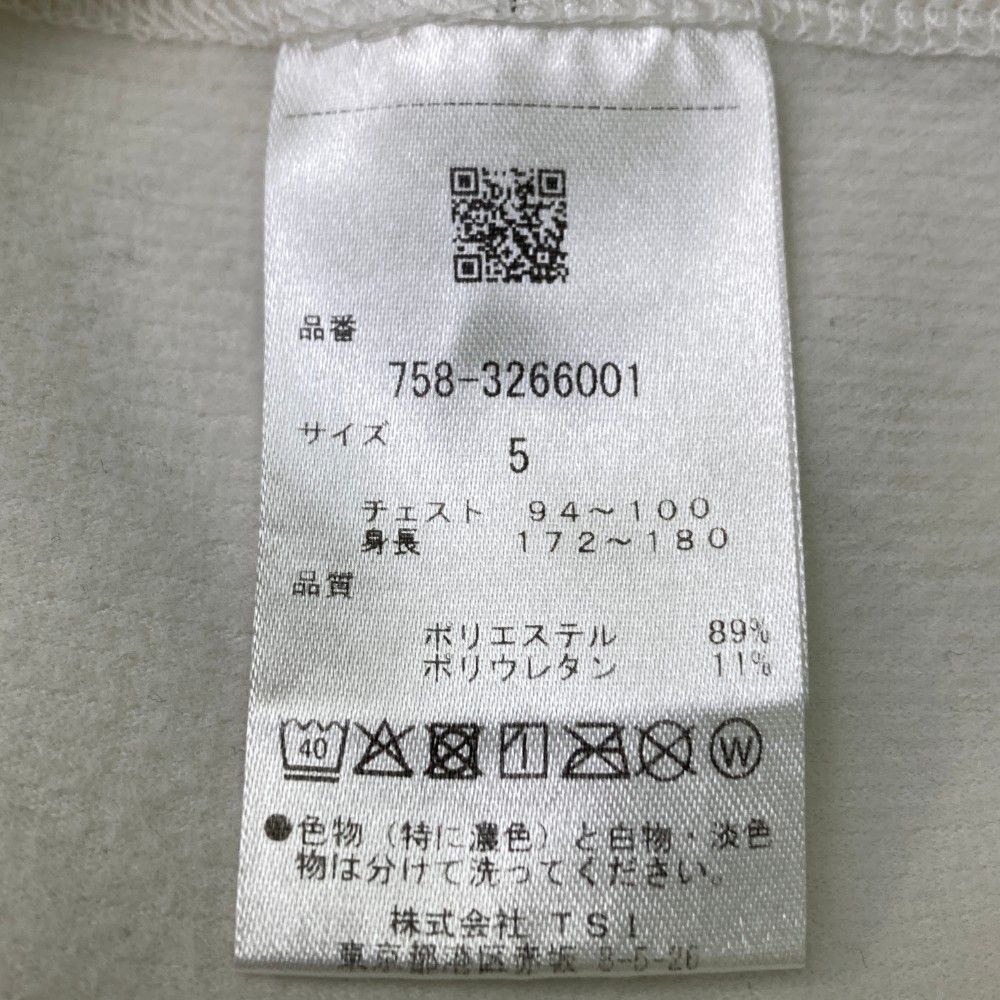 品番
758-3266001
サイズ
5
チェスト 94～100
身長 172～180
品質
ポリエステル 89%
ポリウレタン 11%
40 1 W
●色物（特に濃色）と白物・淡色
物は分けて洗ってください。
株式会社 TSI
東京都港区赤坂 8-5-26